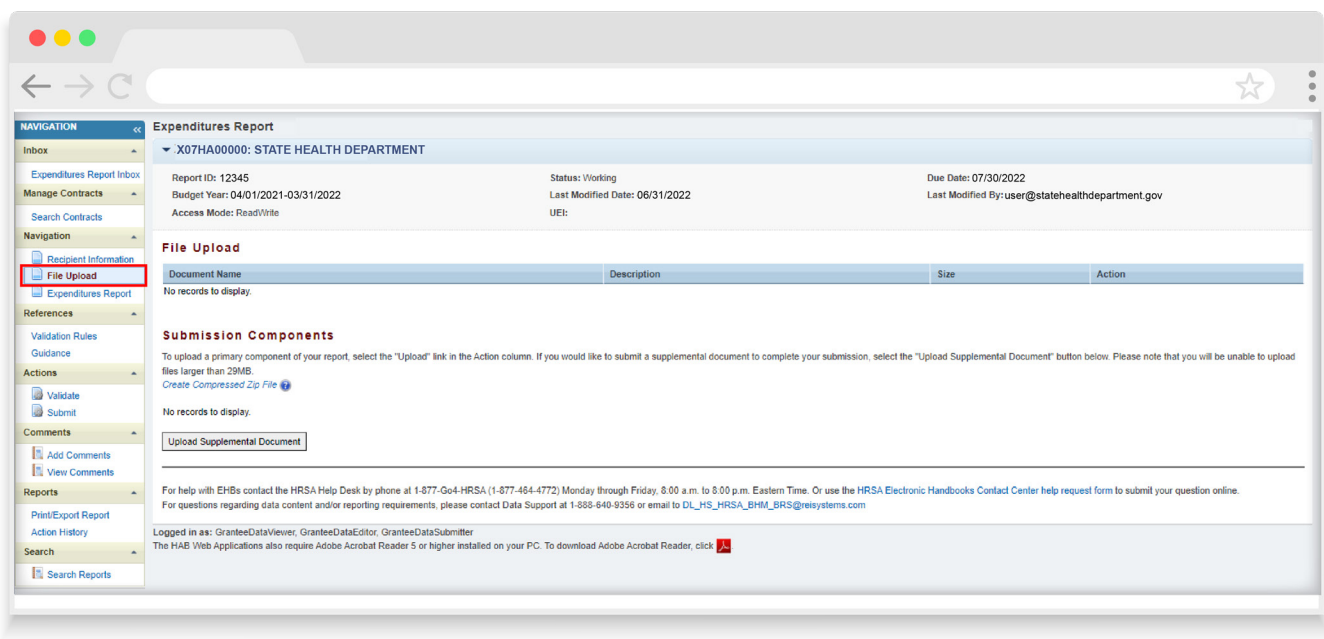 NAVIGATION «
Inbox
Expenditures Report Inbox
Manage Contracts
Search Contracts
Navigation
Recipient Information
File Upload
Expenditures Report
References
Validation Rules
Guidance
Actions
Validate
Submit
Comments
Add Comments
View Comments
Reports
Print/Export Report
Action History
Search
Search Reports
Expenditures Report
X07HA00000: STATE HEALTH DEPARTMENT
Report ID: 12345 Status: Working Due Date: 07/30/2022
Budget Year: 04/01/2021-03/31/2022 Last Modified Date: 06/31/2022 Last Modified By: user@statehealthdepartment.gov
Access Mode: ReadWrite UEI:
File Upload
Document Name Description Size Action
No records to display.
Submission Components
To upload a primary component of your report, select the "Upload" link in the Action column. If you would like to submit a supplemental document to complete your submission, select the "Upload Supplemental Document" button below. Please note that you will be unable to upload
files larger than 29MB.
Create Compressed Zip File ?
No records to display.
Upload Supplemental Document
For help with EHBs contact the HRSA Help Desk by phone at 1-877-Go4-HRSA (1-877-464-4772) Monday through Friday, 8:00 a.m. to 8:00 p.m. Eastern Time. Or use the HRSA Electronic Handbooks Contact Center help request form to submit your question online.
For questions regarding data content and/or reporting requirements, please contact Data Support at 1-888-640-9356 or email to DL_HS_HRSA_BHM_BRS@reisystems.com
Logged in as: GranteeDataViewer, GranteeDataEditor, GranteeDataSubmitter
The HAB Web Applications also require Adobe Acrobat Reader 5 or higher installed on your PC. To download Adobe Acrobat Reader, click